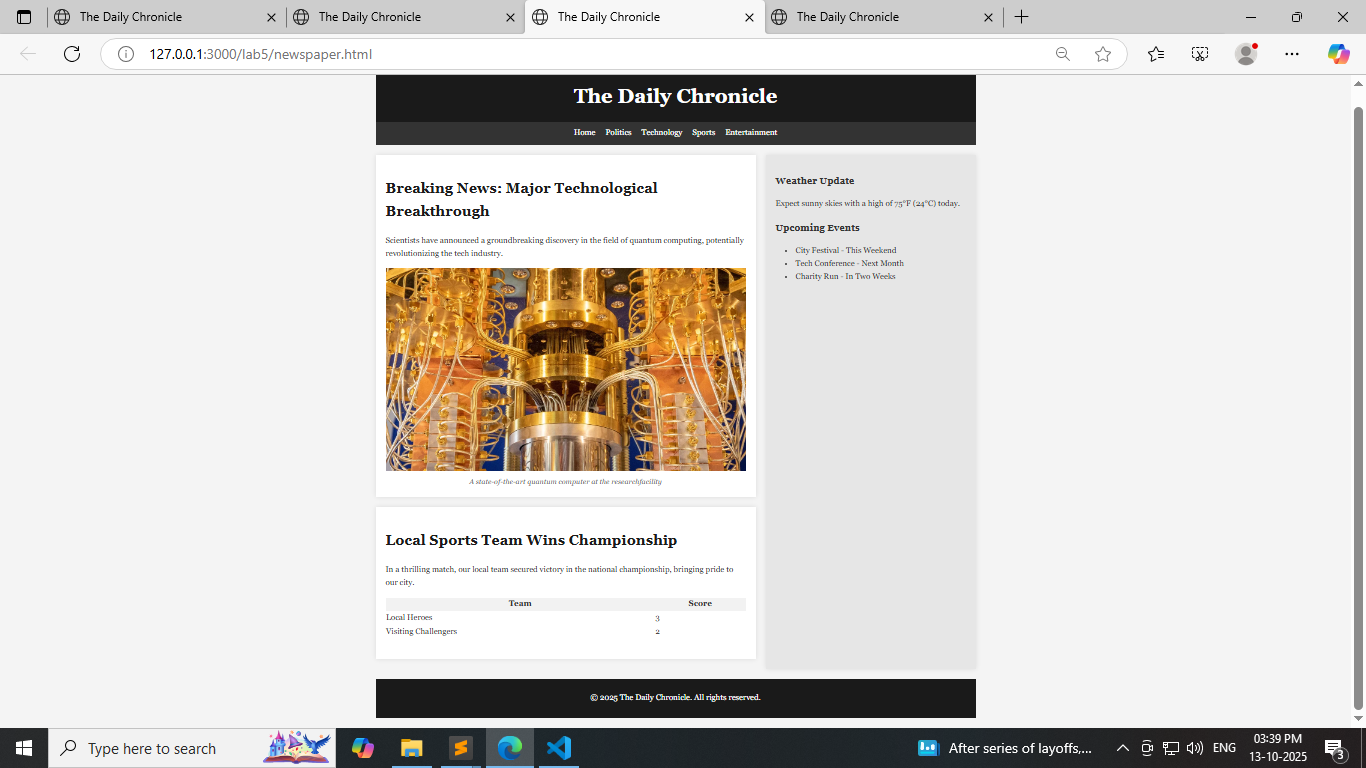 The Daily Chronicle
The Daily Chronicle
The Daily Chronicle
The Daily Chronicle
127.0.0.1:3000/lab5/newspaper.html
The Daily Chronicle
Home Politics Technology Sports Entertainment
Breaking News: Major Technological
Breakthrough
Scientists have announced a groundbreaking discovery in the field of quantum computing, potentially
revolutionizing the tech industry.
A state-of-the-art quantum computer at the researchfacility
Local Sports Team Wins Championship
In a thrilling match, our local team secured victory in the national championship, bringing pride to
our city.
Team Score
Local Heroes 3
Visiting Challengers 2
Weather Update
Expect sunny skies with a high of 75°F (24°C) today.
Upcoming Events
City Festival - This Weekend
Tech Conference - Next Month
Charity Run - In Two Weeks
© 2025 The Daily Chronicle. All rights reserved.
Type here to search
After series of layoffs,...
ENG
03:39 PM
13-10-2025
3